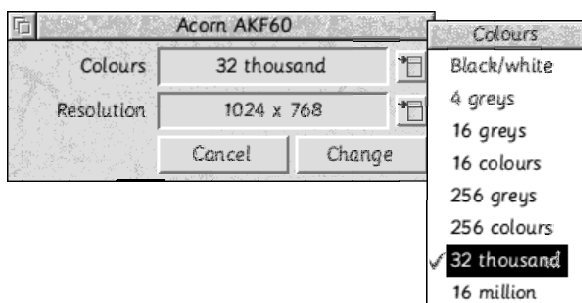 Acorn AKF60
Colours 32 thousand
Resolution 1024 x 768
Cancel Change
Colours
Black/white
4 greys
16 greys
16 colours
256 greys
256 colours
32 thousand
16 million